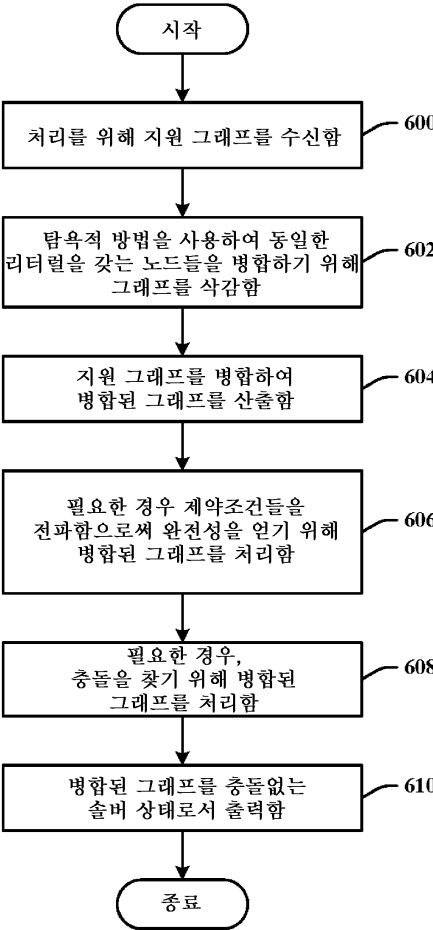 시작
처리를 위해 지원 그래프를 수신함
600
탐욕적 방법을 사용하여 동일한
리터럴을 갖는 노드들을 병합하기 위해
그래프를 삭감함
602
지원 그래프를 병합하여
병합된 그래프를 산출함
604
필요한 경우 제약조건들을
전파함으로써 완전성을 얻기 위해
병합된 그래프를 처리함
606
필요한 경우,
충돌을 찾기 위해 병합된
그래프를 처리함
608
병합된 그래프를 충돌없는
솔버 상태로서 출력함
610
종료